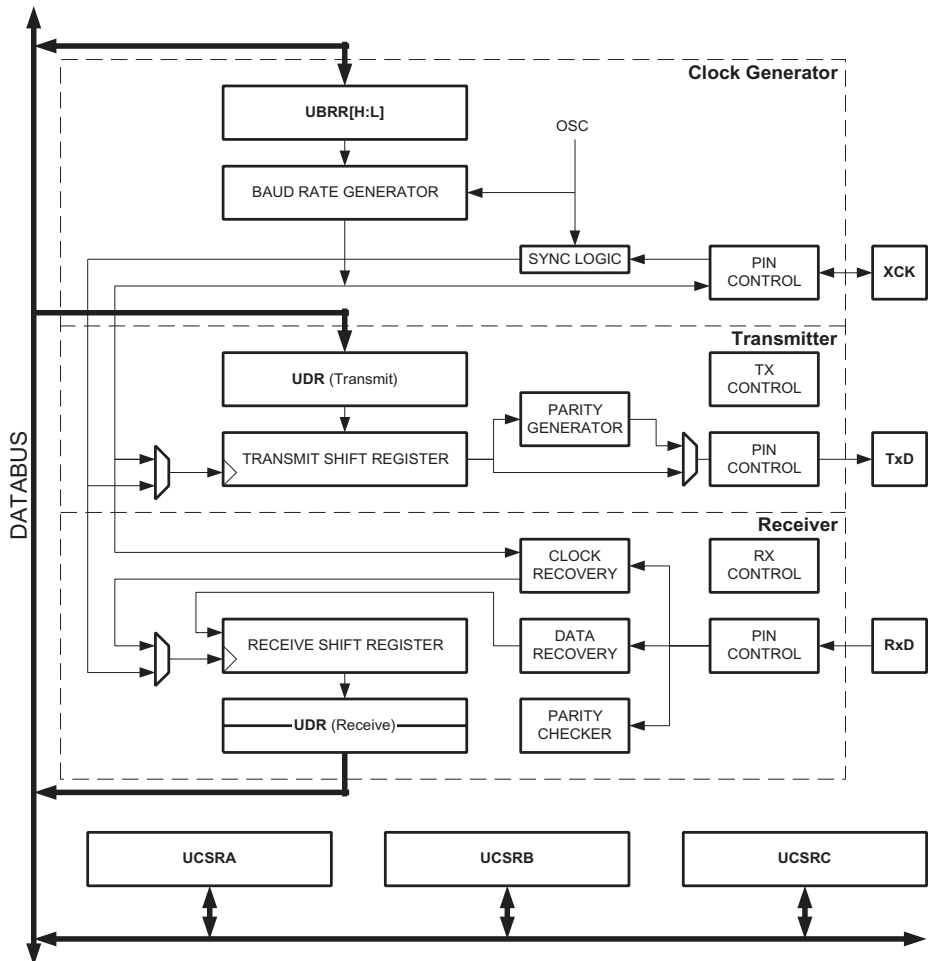 Clock Generator
UBRR[H:L]
OSC
BAUD RATE GENERATOR
SYNC LOGIC
PIN
CONTROL
XCK
Transmitter
UDR (Transmit)
TX
CONTROL
PARITY
GENERATOR
TRANSMIT SHIFT REGISTER
PIN
CONTROL
TxD
DATABUS
Receiver
CLOCK
RECOVERY
RX
CONTROL
RECEIVE SHIFT REGISTER
DATA
RECOVERY
PIN
CONTROL
RxD
UDR (Receive)
PARITY
CHECKER
UCSRA
UCSRB
UCSRC